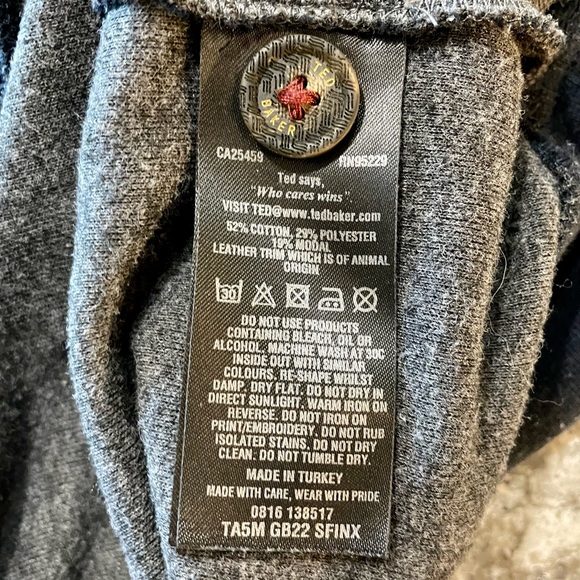 TED
BAKER
CA25459 RN95229
Ted says,
"Who cares wins"
VISIT TED@www.tedbaker.com
52% COTTON, 29% POLYESTER
19% MODAL
LEATHER TRIM WHICH IS OF ANIMAL
ORIGIN
30
DO NOT USE PRODUCTS
CONTAINING BLEACH, OIL OR
ALCOHOL. MACHINE WASH AT 30C
INSIDE OUT WITH SIMILAR
COLOURS. RE-SHAPE WHILST
DAMP. DRY FLAT. DO NOT DRY IN
DIRECT SUNLIGHT. WARM IRON ON
REVERSE. DO NOT IRON ON
PRINT/EMBROIDERY. DO NOT RUB
ISOLATED STAINS. DO NOT DRY
CLEAN. DO NOT TUMBLE DRY.
MADE IN TURKEY
MADE WITH CARE, WEAR WITH PRIDE
0816 138517
TA5M GB22 SFINX